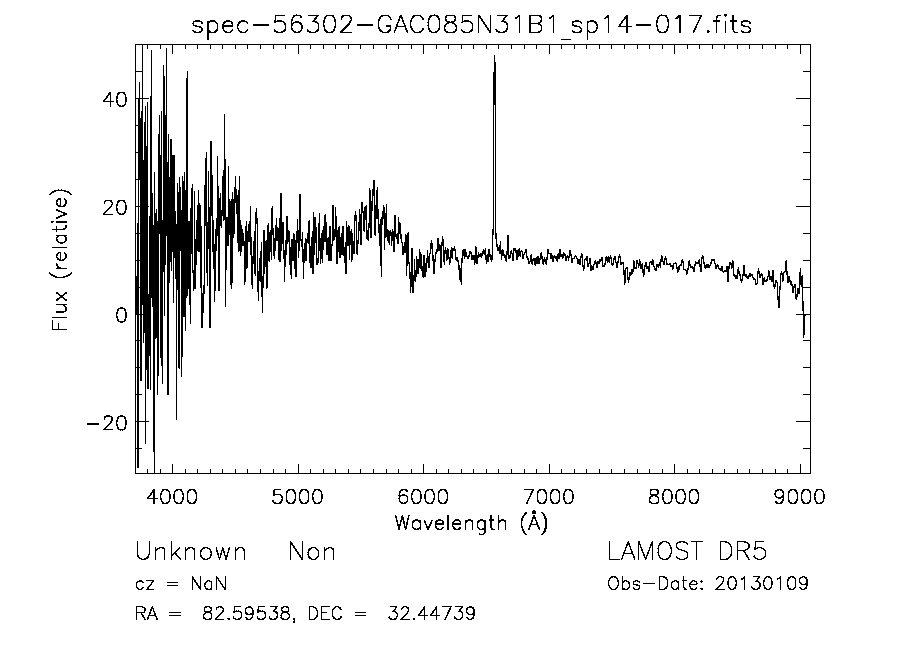 spec-56302-GAC085N31B1_sp14-017.fits
40
20
0
-20
Flux (relative)
4000 5000 6000 7000 8000 9000
Wavelength (Å)
Unknown Non LAMOST DR5
cz = NaN Obs-Date: 20130109
RA = 82.59538, DEC = 32.44739